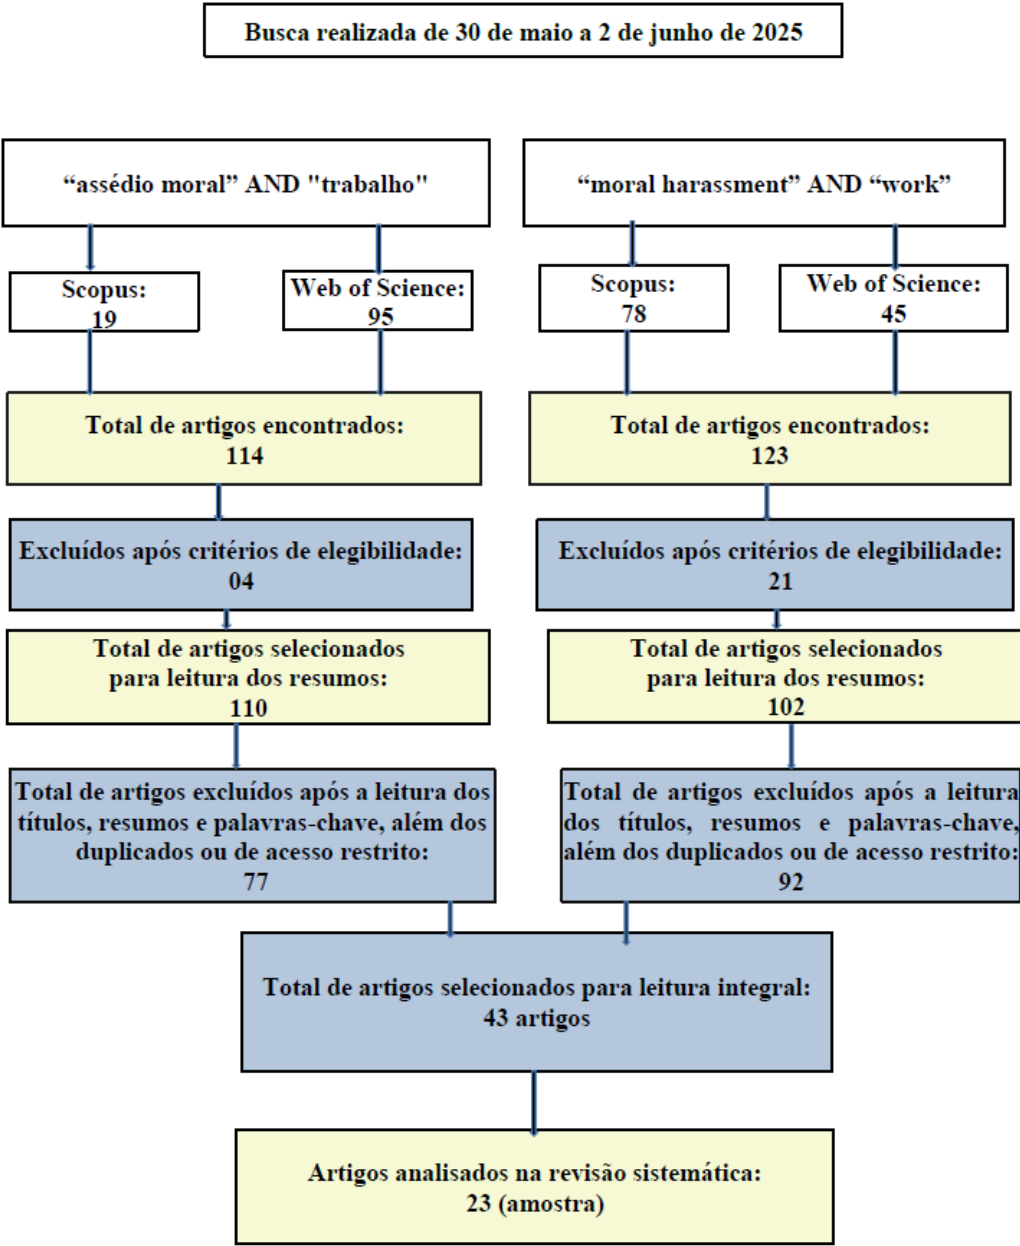 Busca realizada de 30 de maio a 2 de junho de 2025
“assédio moral” AND "trabalho"
“moral harassment” AND “work”
Scopus:
19
Web of Science:
95
Scopus:
78
Web of Science:
45
Total de artigos encontrados:
114
Total de artigos encontrados:
123
Excluídos após critérios de elegibilidade:
04
Excluídos após critérios de elegibilidade:
21
Total de artigos selecionados
para leitura dos resumos:
110
Total de artigos selecionados
para leitura dos resumos:
102
Total de artigos excluídos após a leitura dos
títulos, resumos e palavras-chave, além dos
duplicados ou de acesso restrito:
77
Total de artigos excluídos após a leitura
dos títulos, resumos e palavras-chave,
além dos duplicados ou de acesso restrito:
92
Total de artigos selecionados para leitura integral:
43 artigos
Artigos analisados na revisão sistemática:
23 (amostra)